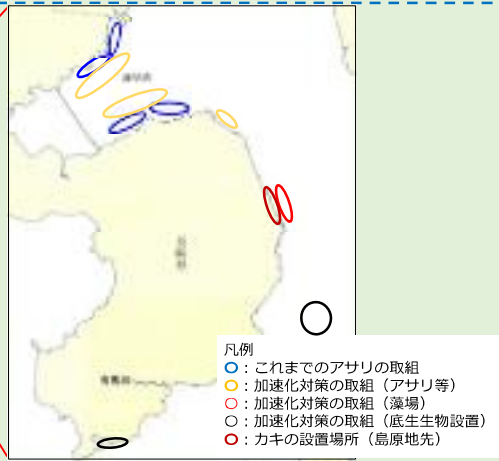 凡例
○：これまでのアサリの取組
○：加速化対策の取組（アサリ等）
○：加速化対策の取組（藻場）
○：加速化対策の取組（底生生物設置）
○：カキの設置場所（島原地先）